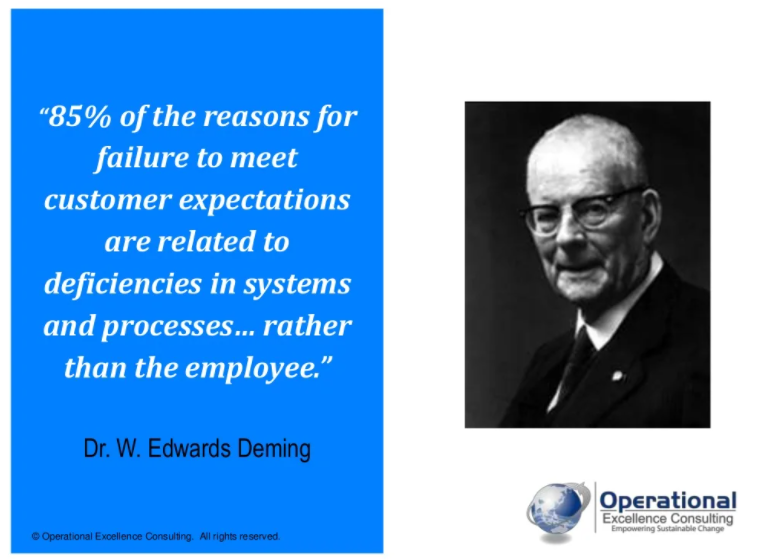 “85% of the reasons for
failure to meet
customer expectations
are related to
deficiencies in systems
and processes… rather
than the employee.”
Dr. W. Edwards Deming
© Operational Excellence Consulting.  All rights reserved.
Operational
Excellence Consulting
Empowering Sustainable Change